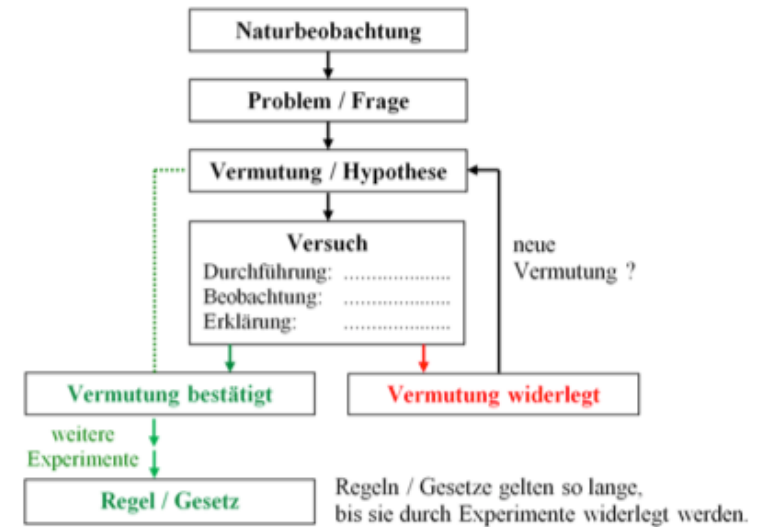 Naturbeobachtung
Problem / Frage
Vermutung / Hypothese
Versuch
Durchführung: ......................
Beobachtung: ......................
Erklärung: ......................
neue
Vermutung ?
Vermutung bestätigt
Vermutung widerlegt
weitere
Experimente
Regel / Gesetz
Regeln / Gesetze gelten so lange,
bis sie durch Experimente widerlegt werden.